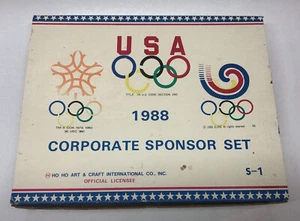 USA
1988
CORPORATE SPONSOR SET
HO HO ART & CRAFT INTERNATIONAL CO., INC.
OFFICIAL LICENSEE
S-1